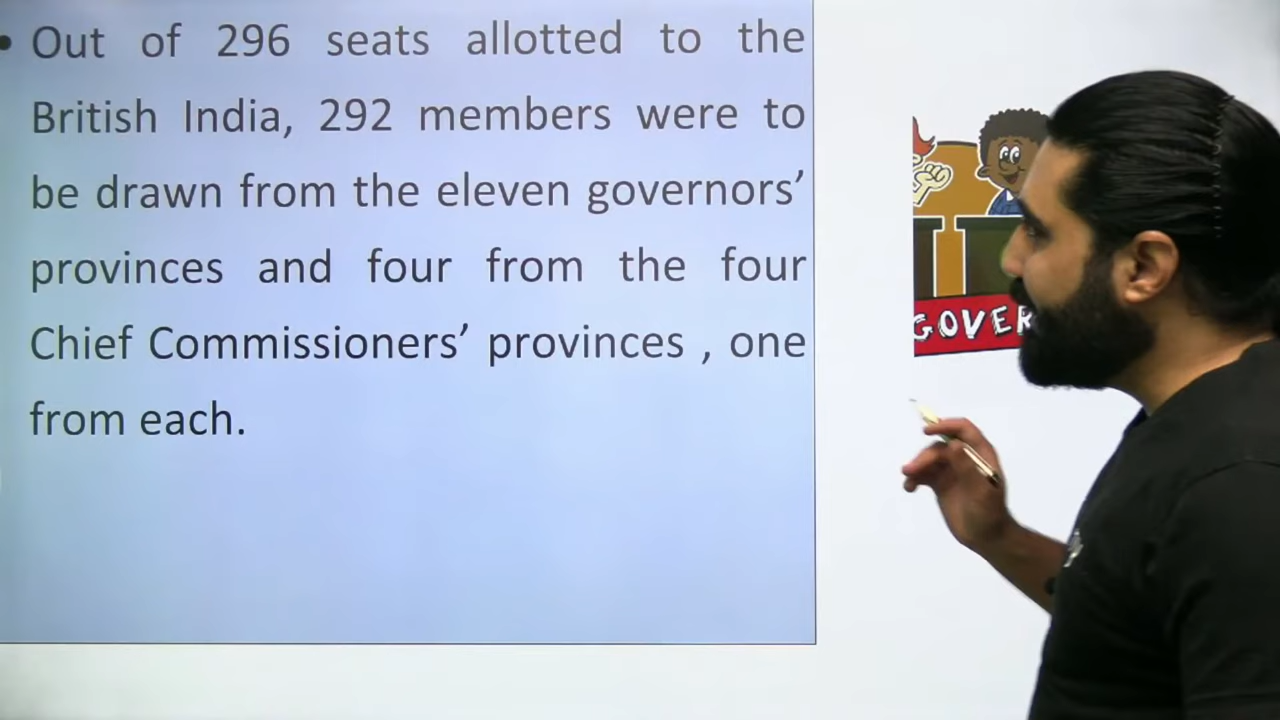 • Out of 296 seats allotted to the
British India, 292 members were to
be drawn from the eleven governors’
provinces and four from the four
Chief Commissioners’ provinces , one
from each.
GOVER